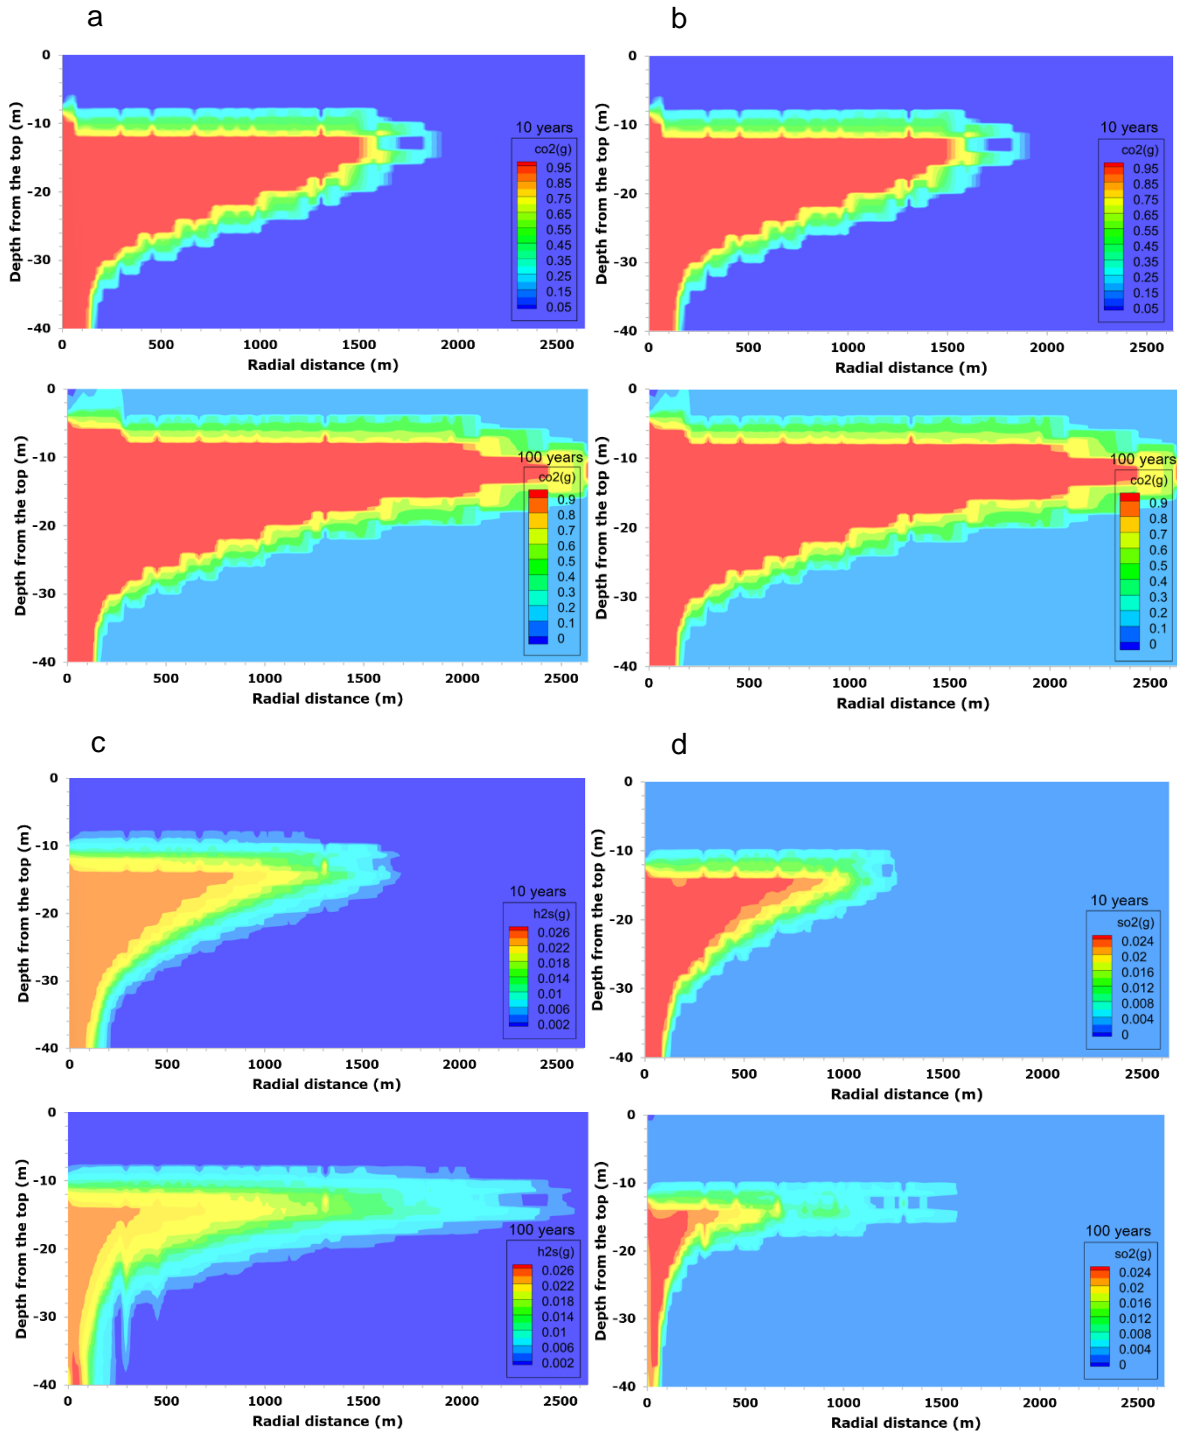 a
b
0
-10
-20
-30
-40
Depth from the top (m)
10 years
co2(g)
0.95
0.85
0.75
0.65
0.55
0.45
0.35
0.25
0.15
0.05
0 500 1000 1500 2000 2500
Radial distance (m)
0
-10
-20
-30
-40
Depth from the top (m)
10 years
co2(g)
0.95
0.85
0.75
0.65
0.55
0.45
0.35
0.25
0.15
0.05
0 500 1000 1500 2000 2500
Radial distance (m)
0
-10
-20
-30
-40
Depth from the top (m)
100 years
co2(g)
0.9
0.8
0.7
0.6
0.5
0.4
0.3
0.2
0.1
0
0 500 1000 1500 2000 2500
Radial distance (m)
0
-10
-20
-30
-40
Depth from the top (m)
100 years
co2(g)
0.9
0.8
0.7
0.6
0.5
0.4
0.3
0.2
0.1
0
0 500 1000 1500 2000 2500
Radial distance (m)
c
d
0
-10
-20
-30
-40
Depth from the top (m)
10 years
h2s(g)
0.026
0.022
0.018
0.014
0.01
0.006
0.002
0 500 1000 1500 2000 2500
Radial distance (m)
0
-10
-20
-30
-40
Depth from the top (m)
10 years
so2(g)
0.024
0.02
0.016
0.012
0.008
0.004
0
0 500 1000 1500 2000 2500
Radial distance (m)
0
-10
-20
-30
-40
Depth from the top (m)
100 years
h2s(g)
0.026
0.022
0.018
0.014
0.01
0.006
0.002
0 500 1000 1500 2000 2500
Radial distance (m)
0
-10
-20
-30
-40
Depth from the top (m)
100 years
so2(g)
0.024
0.02
0.016
0.012
0.008
0.004
0
0 500 1000 1500 2000 2500
Radial distance (m)